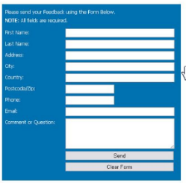 Please send your Feedback using the Form Below.
NOTE: All fields are required.
First Name:
Last Name:
Address:
City:
Country:
Postcode/Zip:
Phone:
Email:
Comment or Question:
Send
Clear Form